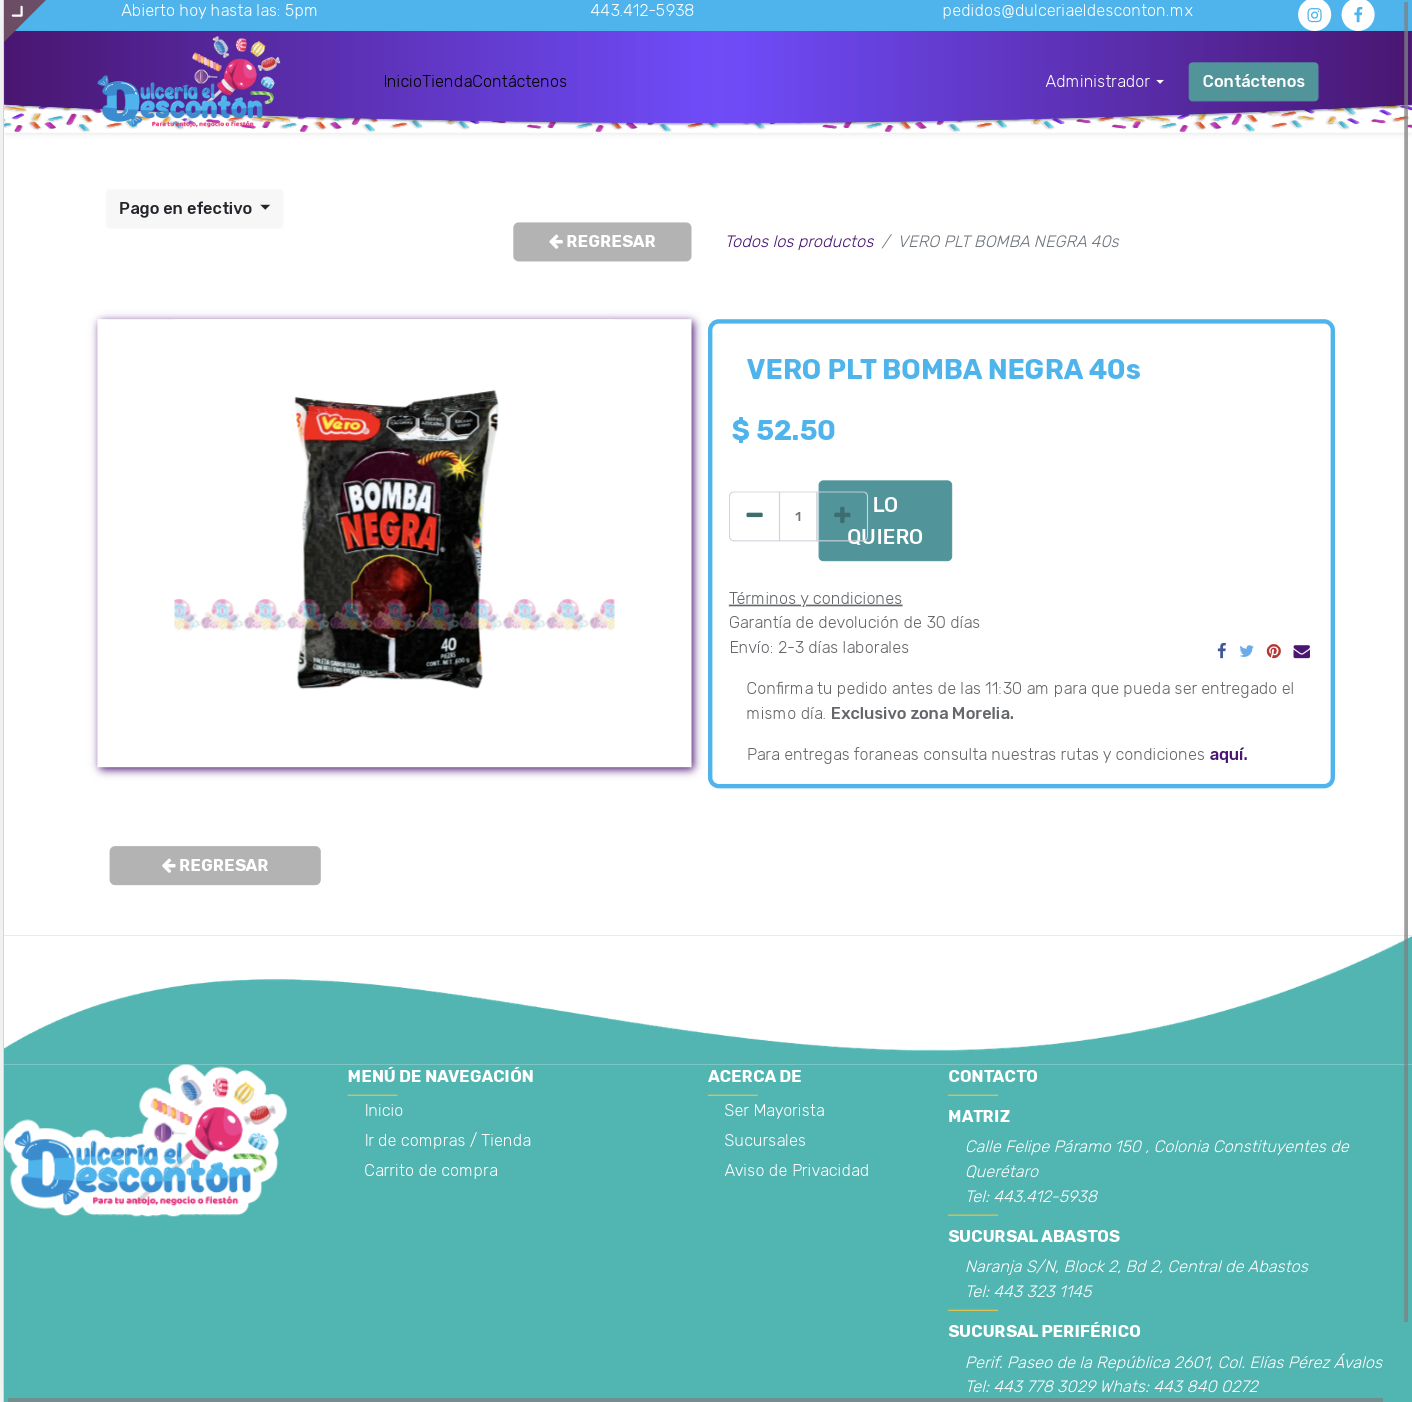 Abierto hoy hasta las: 5pm
443.412-5938
pedidos@dulceriaeldesconton.mx
Dulcería el
Descontón
Para tu antojo, negocio o fiestón
Inicio
Tienda
Contáctenos
Administrador
Contáctenos
Pago en efectivo
REGRESAR
Todos los productos / VERO PLT BOMBA NEGRA 40s
Vero
BOMBA
NEGRA
40
PIEZAS
CONT. NET. 600 g
VERO PLT BOMBA NEGRA 40s
$ 52.50
1
LO
QUIERO
Términos y condiciones
Garantía de devolución de 30 días
Envío: 2-3 días laborales
Confirma tu pedido antes de las 11:30 am para que pueda ser entregado el
mismo día. Exclusivo zona Morelia.
Para entregas foraneas consulta nuestras rutas y condiciones aquí.
REGRESAR
Dulcería el
Descontón
Para tu antojo, negocio o fiestón
MENÚ DE NAVEGACIÓN
Inicio
Ir de compras / Tienda
Carrito de compra
ACERCA DE
Ser Mayorista
Sucursales
Aviso de Privacidad
CONTACTO
MATRIZ
Calle Felipe Páramo 150 , Colonia Constituyentes de
Querétaro
Tel: 443.412-5938
SUCURSAL ABASTOS
Naranja S/N, Block 2, Bd 2, Central de Abastos
Tel: 443 323 1145
SUCURSAL PERIFÉRICO
Perif. Paseo de la República 2601, Col. Elías Pérez Ávalos
Tel: 443 778 3029 Whats: 443 840 0272